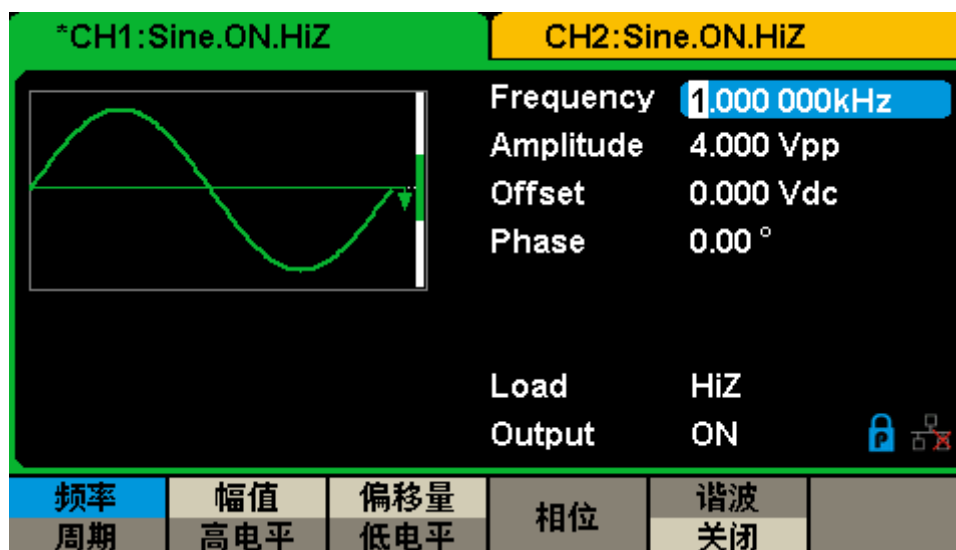 *CH1:Sine.ON.HiZ
CH2:Sine.ON.HiZ
Frequency 1.000 000kHz
Amplitude 4.000 Vpp
Offset 0.000 Vdc
Phase 0.00 °
Load HiZ
Output ON
P
频率 幅值 偏移量 相位 谐波
周期 高电平 低电平 关闭